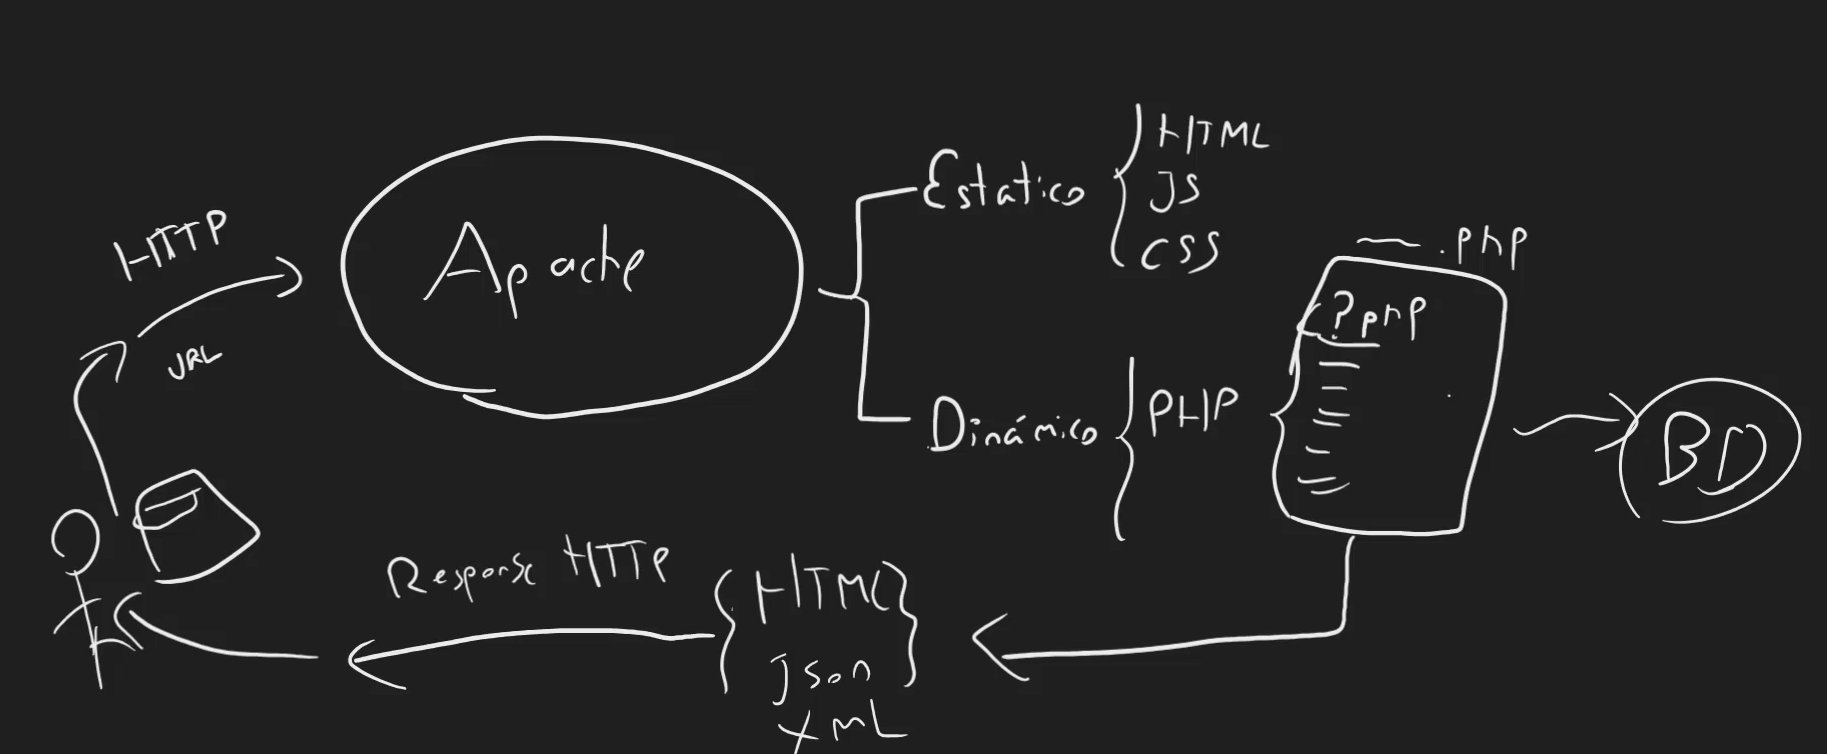 HTTP
URL
Apache
Estatico
HTML
JS
CSS
Dinámico
PHP
.php
<?php
BD
Response HTTP
HTML
json
XML